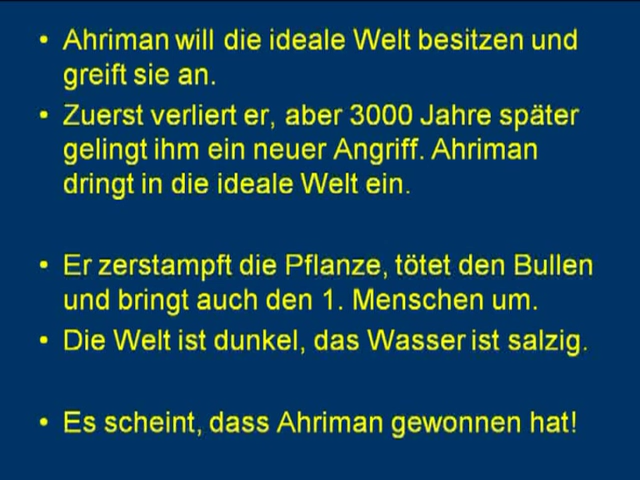 • Ahriman will die ideale Welt besitzen und
greift sie an.
• Zuerst verliert er, aber 3000 Jahre später
gelingt ihm ein neuer Angriff. Ahriman
dringt in die ideale Welt ein.
• Er zerstampft die Pflanze, tötet den Bullen
und bringt auch den 1. Menschen um.
• Die Welt ist dunkel, das Wasser ist salzig.
• Es scheint, dass Ahriman gewonnen hat!